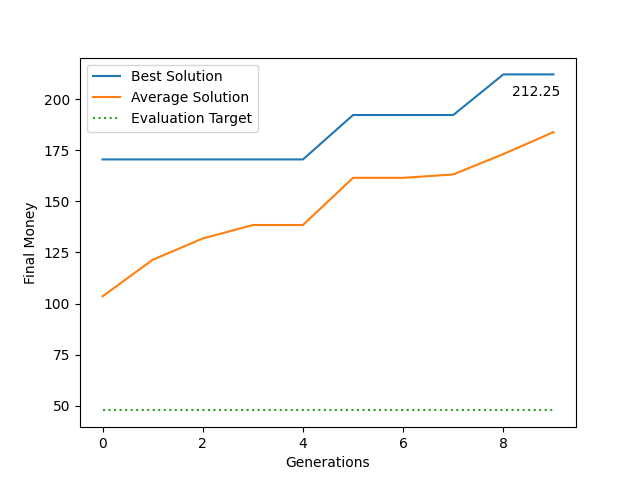 Best Solution
Average Solution
Evaluation Target
212.25
200
175
150
125
100
75
50
Final Money
0 2 4 6 8
Generations